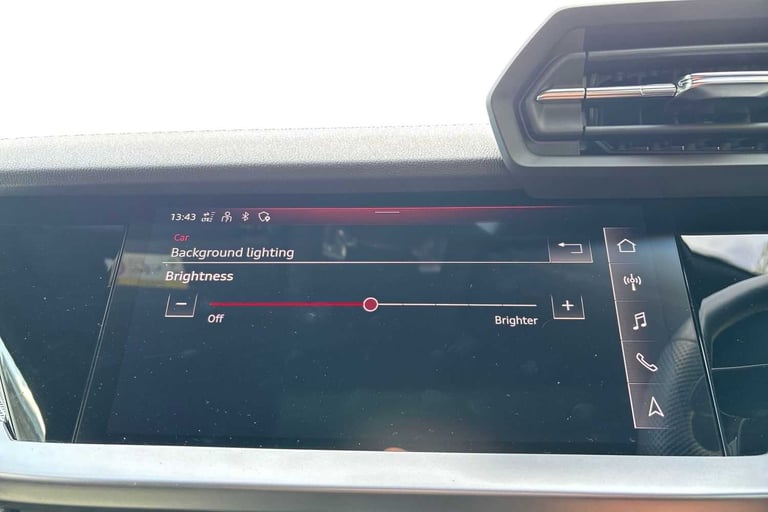 13:43
Car
Background lighting
Brightness
− +
Off Brighter